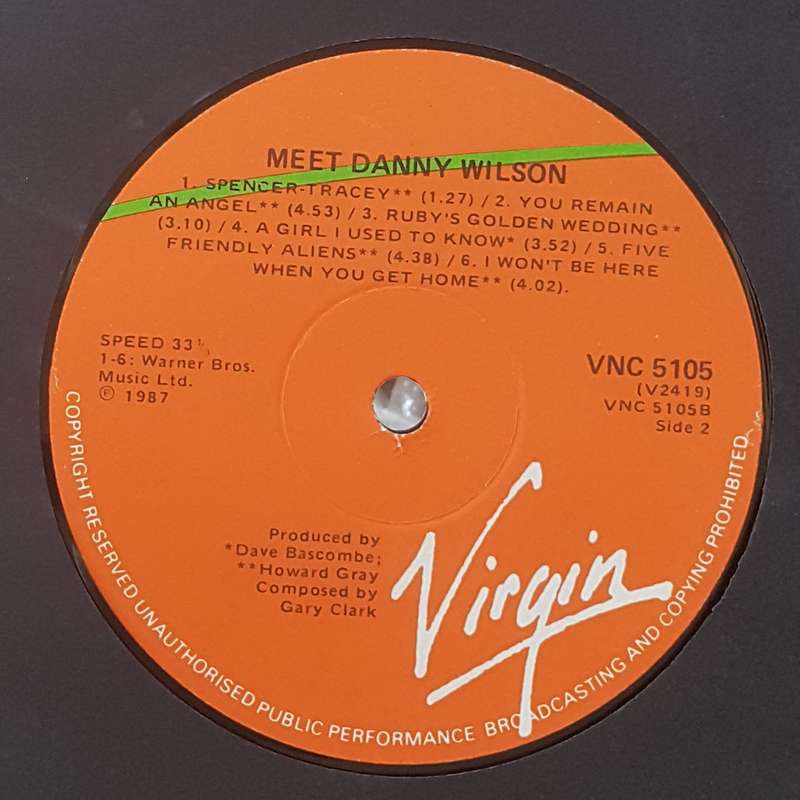 MEET DANNY WILSON
1. SPENCER-TRACEY** (1.27) / 2. YOU REMAIN
AN ANGEL** (4.53) / 3. RUBY'S GOLDEN WEDDING**
(3.10) / 4. A GIRL I USED TO KNOW* (3.52) / 5. FIVE
FRIENDLY ALIENS** (4.38) / 6. I WON'T BE HERE
WHEN YOU GET HOME** (4.02).
SPEED 33⅓
1-6: Warner Bros.
Music Ltd.
℗ 1987
VNC 5105
(V2419)
VNC 5105B
Side 2
Produced by
*Dave Bascombe;
**Howard Gray
Composed by
Gary Clark
Virgin
COPYRIGHT RESERVED UNAUTHORISED PUBLIC PERFORMANCE BROADCASTING AND COPYING PROHIBITED